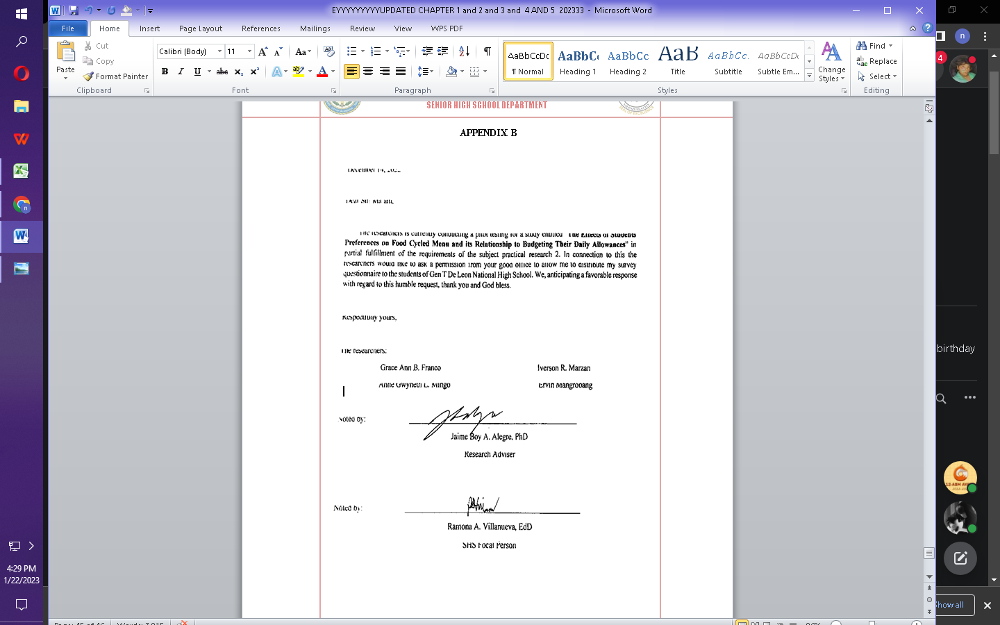 EYYYYYYYYYUPDATED CHAPTER 1 and 2 and 3 and 4 AND 5 202333 - Microsoft Word
File Home Insert Page Layout References Mailings Review View WPS PDF
Paste
Cut
Copy
Format Painter
Clipboard
Calibri (Body) 11
Font
Paragraph
AaBbCcDc AaBbC AaBbCc AaB AaBbCc. AaBbCcDc
¶ Normal Heading 1 Heading 2 Title Subtitle Subtle Em...
Change Styles
Styles
Find
Replace
Select
Editing
SENIOR HIGH SCHOOL DEPARTMENT
APPENDIX B
December 14, 2022
Dear Sir/ Ma'am,
The researchers is currently conducting a pilot testing for a study entitled "The Effects of Students
Preferences on Food Cycled Menu and its Relationship to Budgeting Their Daily Allowances" in
partial fulfillment of the requirements of the subject practical research 2. In connection to this the
researchers would like to ask a permission from your good office to allow me to distribute my survey
questionnaire to the students of Gen T De Leon National High School. We, anticipating a favorable response
with regard to this humble request, thank you and God bless.
Respectfully yours,
The researchers:
Grace Ann B. Franco Iverson R. Marzan
Anne Gwyneth L. Mingo Ervin Mangrobang
Noted by:
Jaime Boy A. Alegre, PhD
Research Adviser
Noted by:
Ramona A. Villanueva, EdD
SHS Focal Person
Page: 45 of 46 Words: 7,915
4:29 PM
1/22/2023
n
4
birthday
Show all